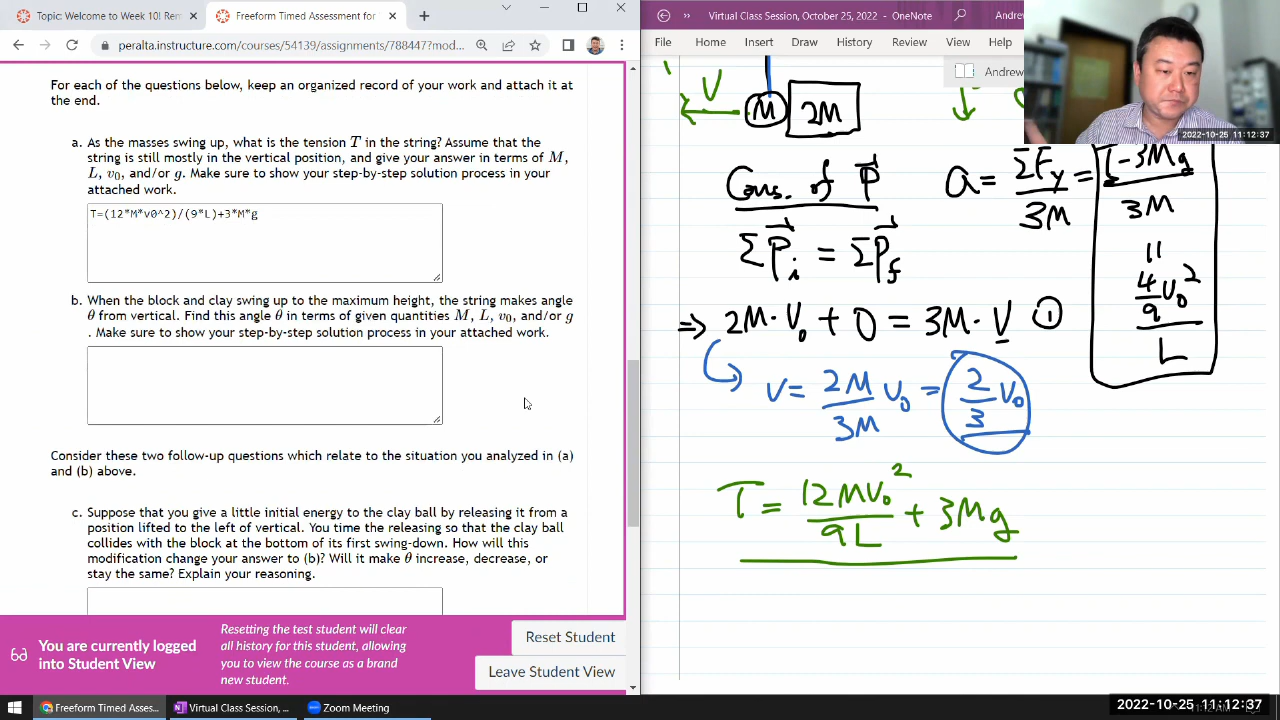 Topic: Welcome to Week 10! Rem
Freeform Timed Assessment for
peralta.instructure.com/courses/54139/assignments/788447?mod...
For each of the questions below, keep an organized record of your work and attach it at
the end.
a. As the masses swing up, what is the tension T in the string? Assume that the
string is still mostly in the vertical position, and give your answer in terms of M,
L, v₀, and/or g. Make sure to show your step-by-step solution process in your
attached work.
T=(12*M*v0^2)/(9*L)+3*M*g
b. When the block and clay swing up to the maximum height, the string makes angle
θ from vertical. Find this angle θ in terms of given quantities M, L, v₀, and/or g
. Make sure to show your step-by-step solution process in your attached work.
Consider these two follow-up questions which relate to the situation you analyzed in (a)
and (b) above.
c. Suppose that you give a little initial energy to the clay ball by releasing it from a
position lifted to the left of vertical. You time the releasing so that the clay ball
collides with the block at the bottom of its first swing-down. How will this
modification change your answer to (b)? Will it make θ increase, decrease, or
stay the same? Explain your reasoning.
You are currently logged
into Student View
Resetting the test student will clear
all history for this student, allowing
you to view the course as a brand
new student.
Reset Student
Leave Student View
Virtual Class Session, October 25, 2022 - OneNote
Andrew
File Home Insert Draw History Review View Help
Andrew
V
M 2M
Cons. of P⃗
ΣP⃗i = ΣP⃗f
⇒ 2M·V₀ + 0 = 3M·V ①
V = 2M/3M V₀ = 2/3 V₀
a = ΣFy/3M = T-3Mg/3M
"
4/9 V₀²
L
T = 12MV₀²/9L + 3Mg
2022-10-25 11:12:37
Freeform Timed Asses...
Virtual Class Session, ...
Zoom Meeting
2022-10-25 11:12:37